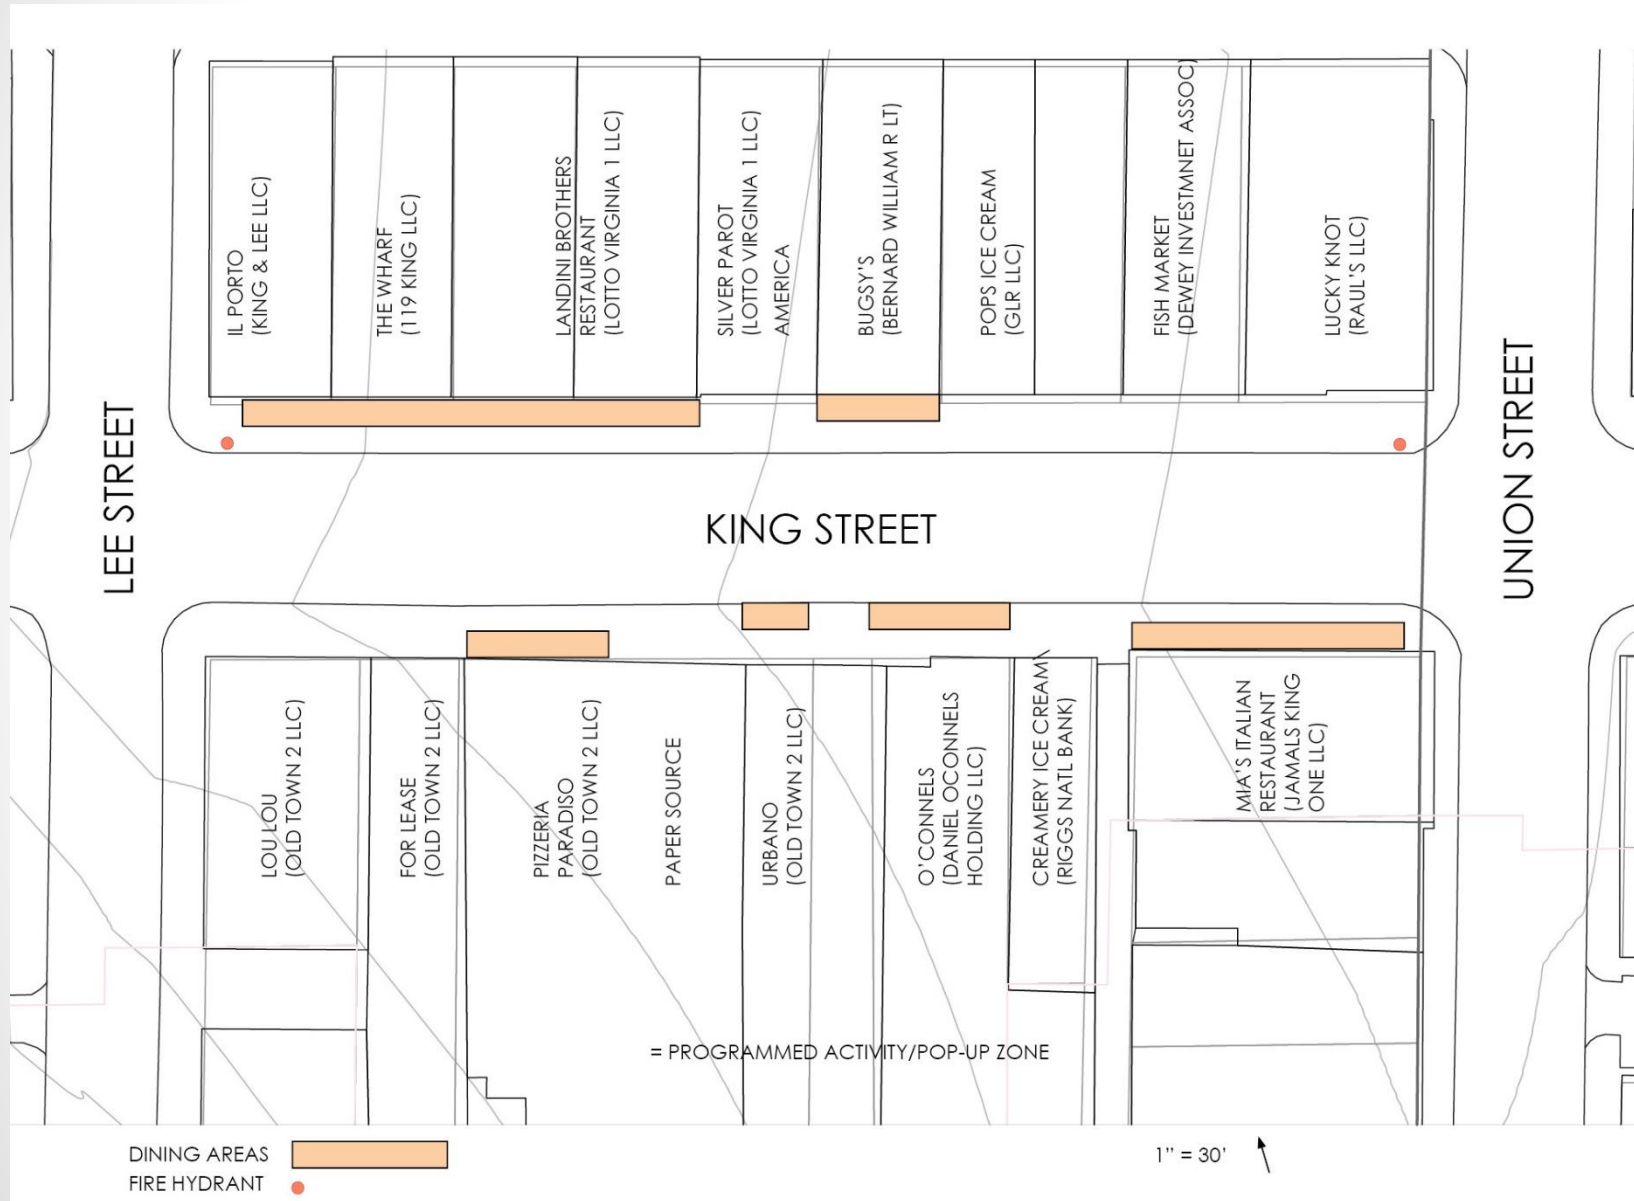 IL PORTO
(KING & LEE LLC)
THE WHARF
(119 KING LLC)
LANDINI BROTHERS
RESTAURANT
(LOTTO VIRGINIA 1 LLC)
SILVER PAROT
(LOTTO VIRGINIA 1 LLC)
AMERICA
BUGSY'S
(BERNARD WILLIAM R LT)
POPS ICE CREAM
(GLR LLC)
FISH MARKET
(DEWEY INVESTMNET ASSOC)
LUCKY KNOT
(RAUL'S LLC)
LEE STREET
KING STREET
UNION STREET
LOU LOU
(OLD TOWN 2 LLC)
FOR LEASE
(OLD TOWN 2 LLC)
PIZZERIA
PARADISO
(OLD TOWN 2 LLC)
PAPER SOURCE
URBANO
(OLD TOWN 2 LLC)
O'CONNELS
(DANIEL OCONNELS
HOLDING LLC)
CREAMERY ICE CREAM\
(RIGGS NATL BANK)
MIA'S ITALIAN
RESTAURANT
(JAMALS KING
ONE LLC)
= PROGRAMMED ACTIVITY/POP-UP ZONE
DINING AREAS
FIRE HYDRANT
1" = 30'